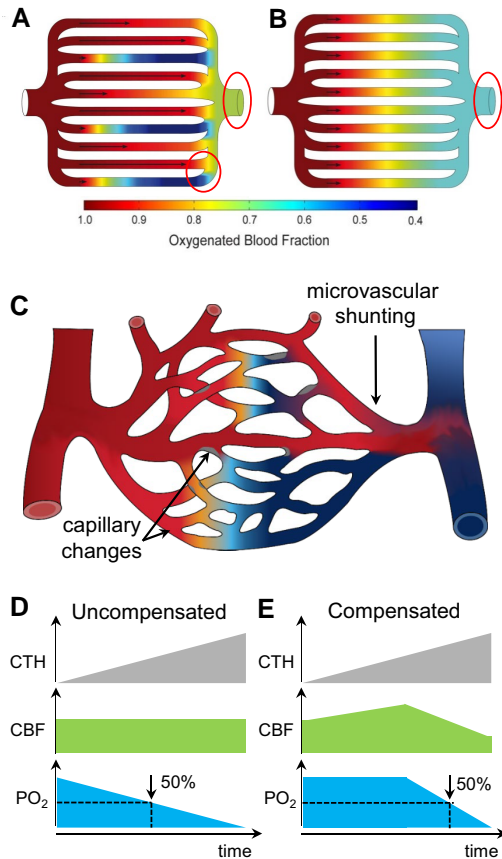 A
B
1.0 0.9 0.8 0.7 0.6 0.5 0.4
Oxygenated Blood Fraction
C
microvascular
shunting
capillary
changes
D Uncompensated
CTH
CBF
PO2
50%
time
E Compensated
CTH
CBF
PO2
50%
time